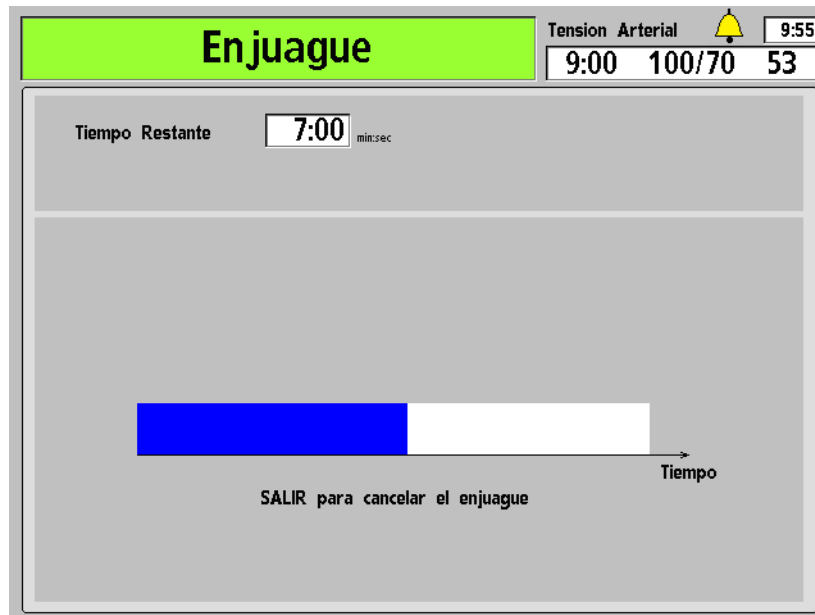 Enjuague
Tension Arterial 9:55
9:00 100/70 53
Tiempo Restante 7:00 min:sec
Tiempo
SALIR para cancelar el enjuague